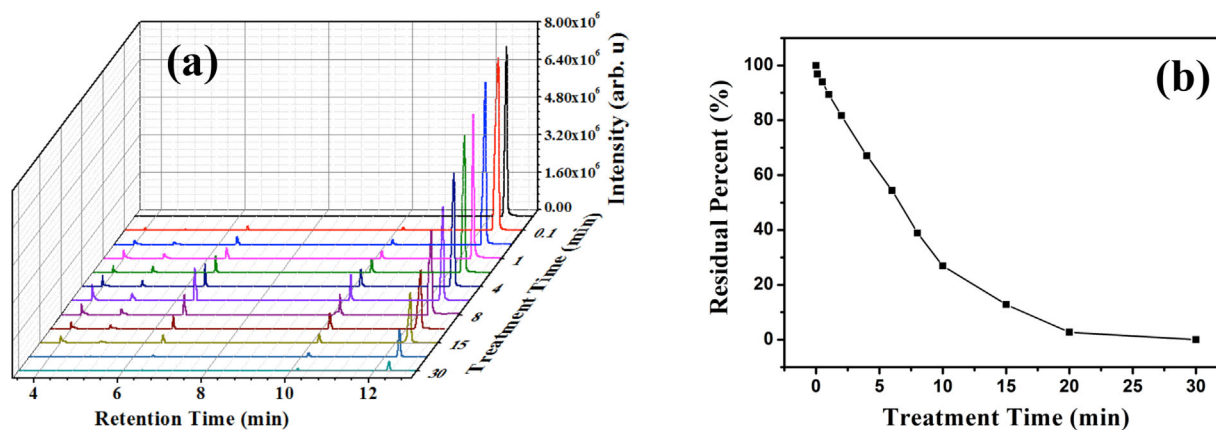 (a)
8.00x10⁶
6.40x10⁶
4.80x10⁶
3.20x10⁶
1.60x10⁶
0.00
Intensity (arb. u)
0.1
1
4
8
15
30
Treatment Time (min)
4 6 8 10 12
Retention Time (min)
(b)
100
80
60
40
20
0
Residual Percent (%)
0 5 10 15 20 25 30
Treatment Time (min)